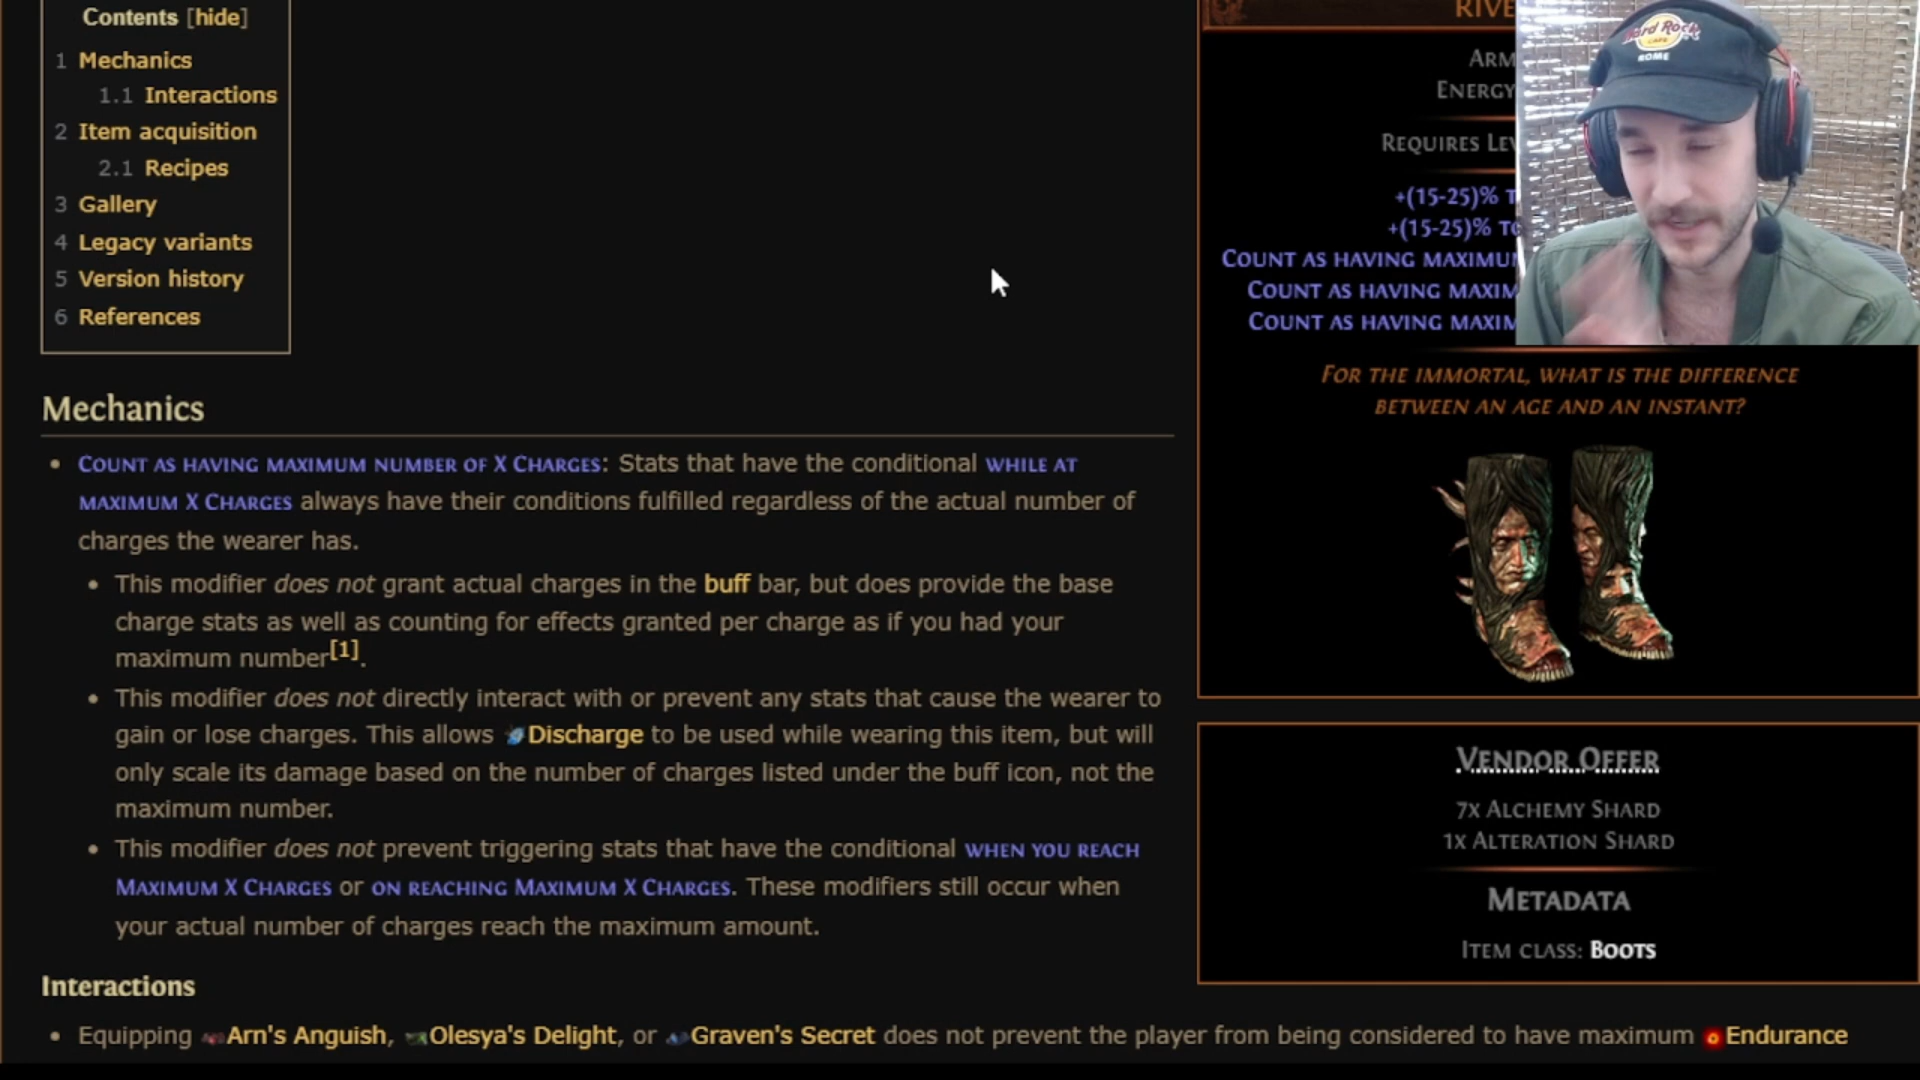 Contents [hide]
1 Mechanics
1.1 Interactions
2 Item acquisition
2.1 Recipes
3 Gallery
4 Legacy variants
5 Version history
6 References
Mechanics
• Count as having maximum number of X Charges: Stats that have the conditional while at
maximum X Charges always have their conditions fulfilled regardless of the actual number of
charges the wearer has.
• This modifier does not grant actual charges in the buff bar, but does provide the base
charge stats as well as counting for effects granted per charge as if you had your
maximum number[1].
• This modifier does not directly interact with or prevent any stats that cause the wearer to
gain or lose charges. This allows Discharge to be used while wearing this item, but will
only scale its damage based on the number of charges listed under the buff icon, not the
maximum number.
• This modifier does not prevent triggering stats that have the conditional when you reach
Maximum X Charges or on reaching Maximum X Charges. These modifiers still occur when
your actual number of charges reach the maximum amount.
Interactions
• Equipping Arn's Anguish, Olesya's Delight, or Graven's Secret does not prevent the player from being considered to have maximum Endurance
RIVE
ARM
ENERGY
REQUIRES LEV
+(15-25)% T
+(15-25)% TO
COUNT AS HAVING MAXIMU
COUNT AS HAVING MAXIM
COUNT AS HAVING MAXIM
FOR THE IMMORTAL, WHAT IS THE DIFFERENCE
BETWEEN AN AGE AND AN INSTANT?
VENDOR OFFER
7X ALCHEMY SHARD
1X ALTERATION SHARD
METADATA
ITEM CLASS: BOOTS
Hard Rock
CAFE
ROME